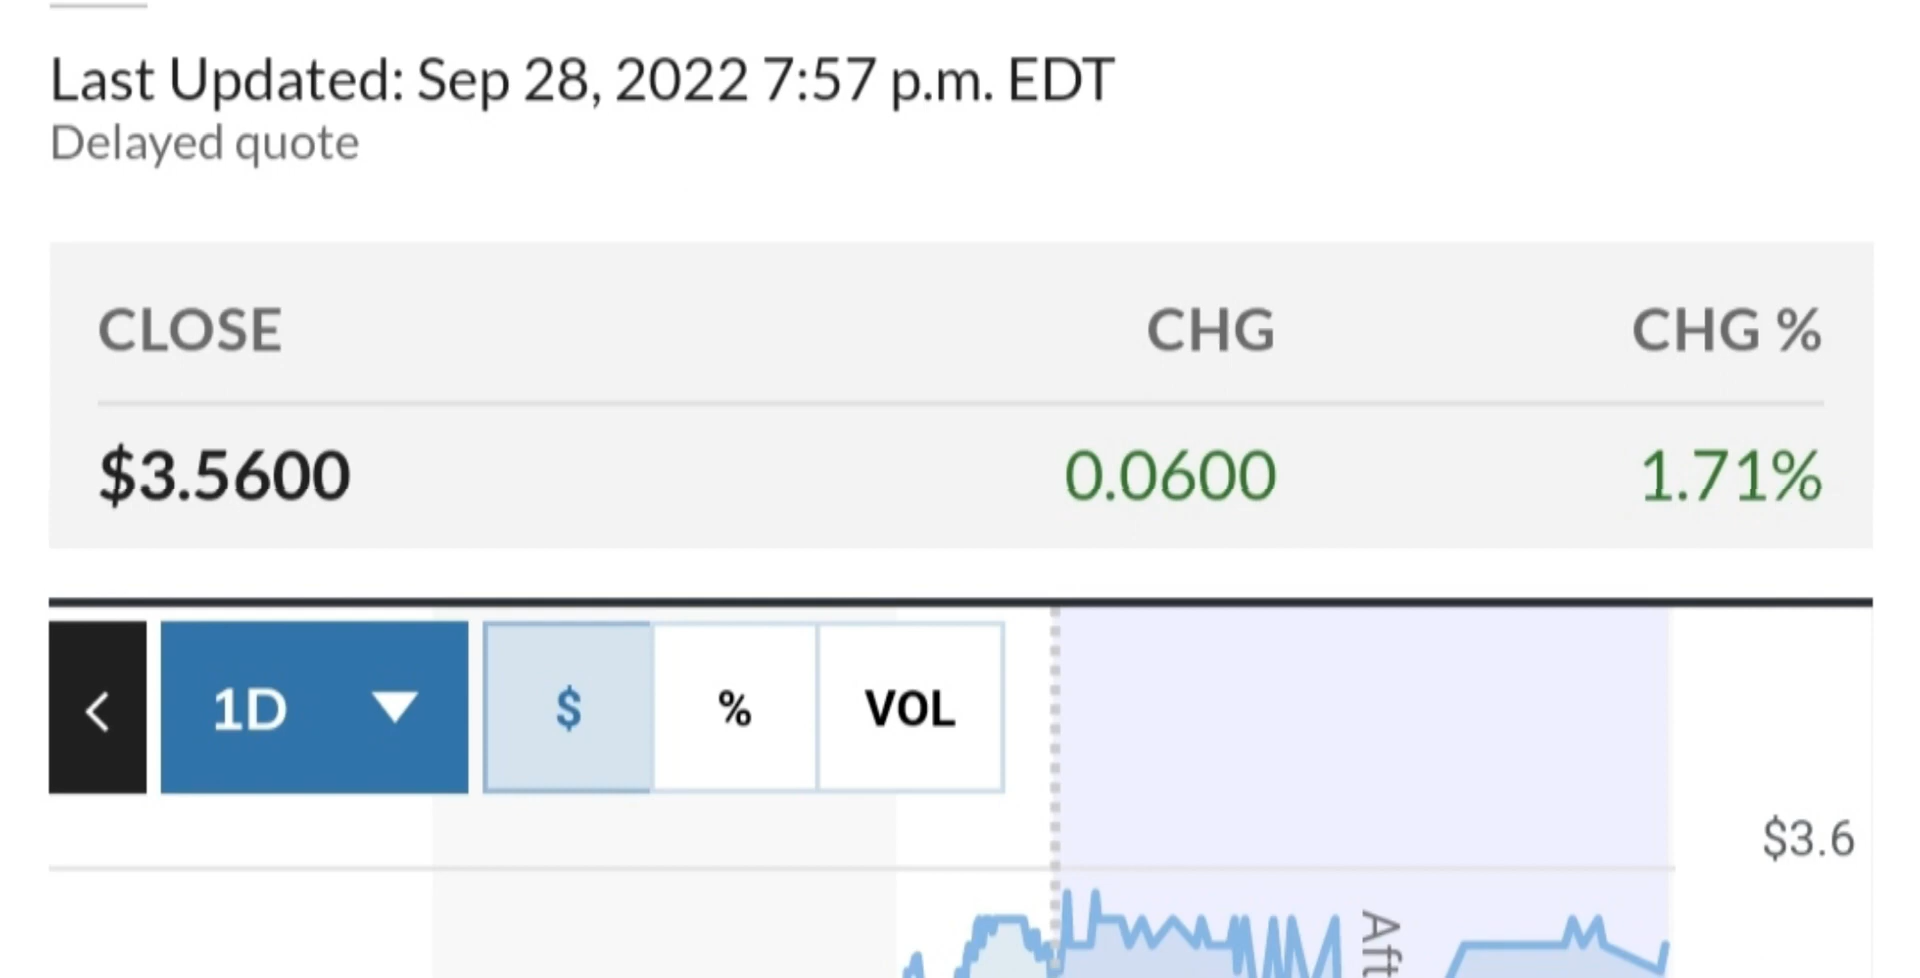 Last Updated: Sep 28, 2022 7:57 p.m. EDT
Delayed quote
CLOSE CHG CHG %
$3.5600 0.0600 1.71%
1D $ % VOL
$3.6
Aft